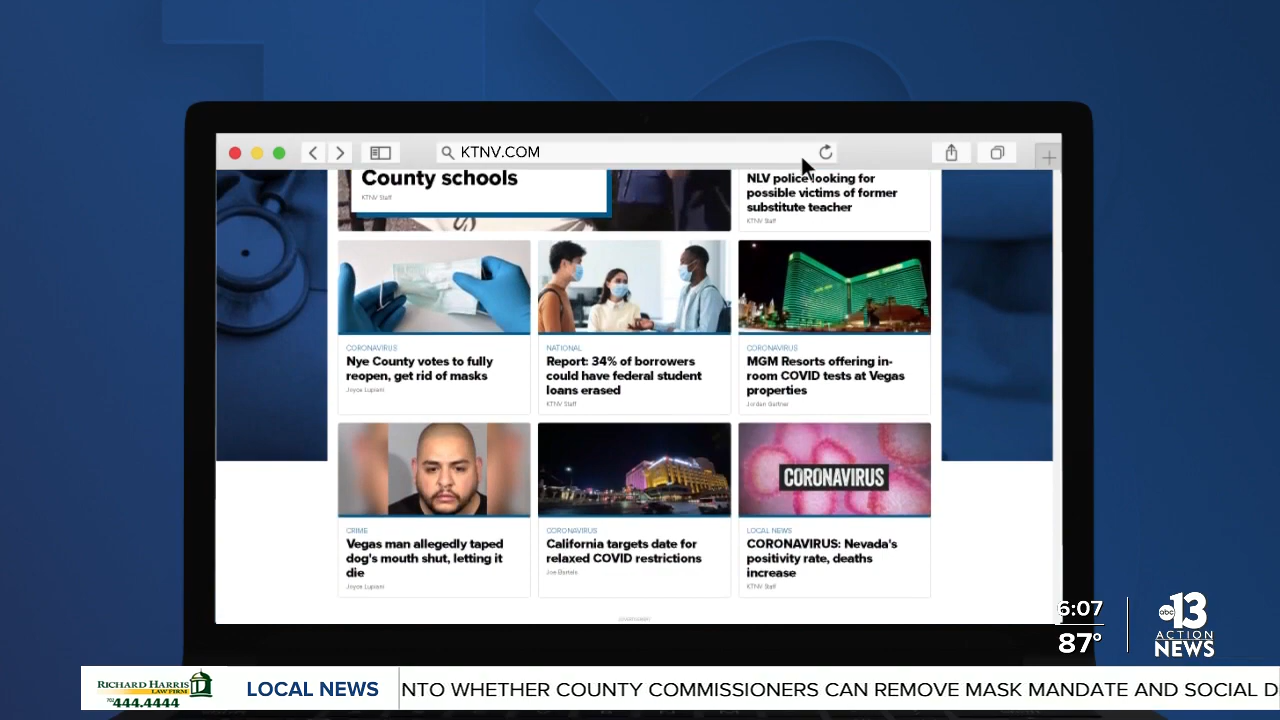 KTNV.COM
County schools
KTNV Staff
NLV police looking for
possible victims of former
substitute teacher
KTNV Staff
CORONAVIRUS
Nye County votes to fully
reopen, get rid of masks
Joyce Lupiani
NATIONAL
Report: 34% of borrowers
could have federal student
loans erased
KTNV Staff
CORONAVIRUS
MGM Resorts offering in-
room COVID tests at Vegas
properties
Jordan Gartner
CRIME
Vegas man allegedly taped
dog's mouth shut, letting it
die
Joyce Lupiani
CORONAVIRUS
California targets date for
relaxed COVID restrictions
Joe Bartels
CORONAVIRUS
LOCAL NEWS
CORONAVIRUS: Nevada's
positivity rate, deaths
increase
KTNV Staff
6:07
87°
abc 13
ACTION
NEWS
RICHARD HARRIS
LAW FIRM
702 444.4444
LOCAL NEWS
NTO WHETHER COUNTY COMMISSIONERS CAN REMOVE MASK MANDATE AND SOCIAL D